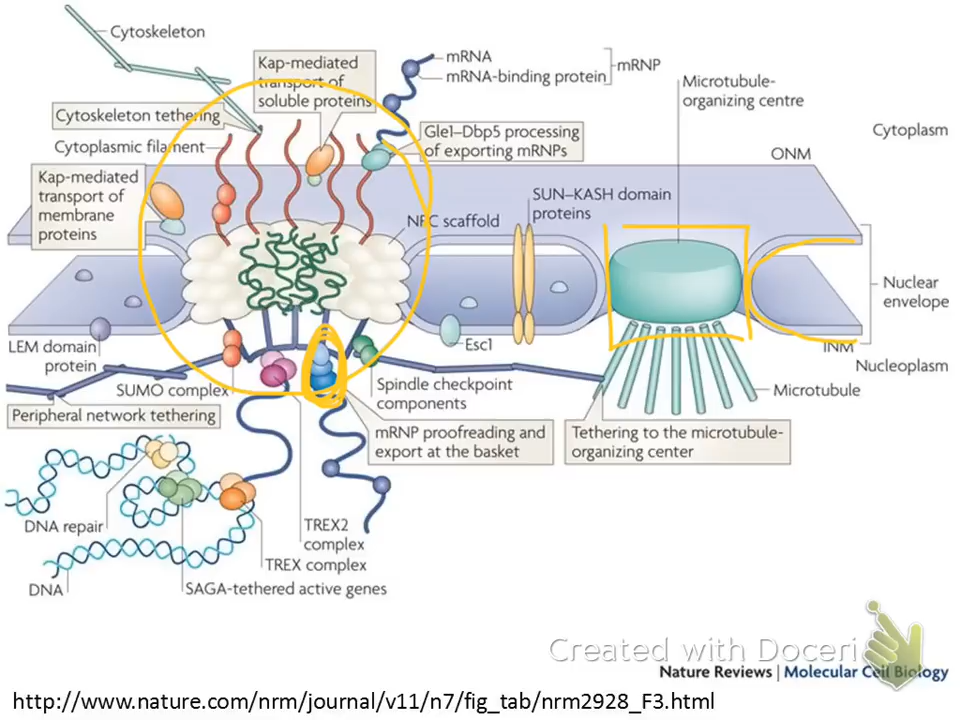 Cytoskeleton
Kap-mediated
transport of
soluble proteins
mRNA
mRNA-binding protein
mRNP
Microtubule-
organizing centre
Cytoskeleton tethering
Cytoplasmic filament
Gle1–Dbp5 processing
of exporting mRNPs
Cytoplasm
ONM
Kap-mediated
transport of
membrane
proteins
NPC scaffold
SUN–KASH domain
proteins
Nuclear
envelope
LEM domain
protein
Esc1
INM
Nucleoplasm
SUMO complex
Spindle checkpoint
components
Microtubule
Peripheral network tethering
mRNP proofreading and
export at the basket
Tethering to the microtubule-
organizing center
DNA repair
TREX2
complex
TREX complex
DNA
SAGA-tethered active genes
Created with Doceri
Nature Reviews | Molecular Cell Biology
http://www.nature.com/nrm/journal/v11/n7/fig_tab/nrm2928_F3.html